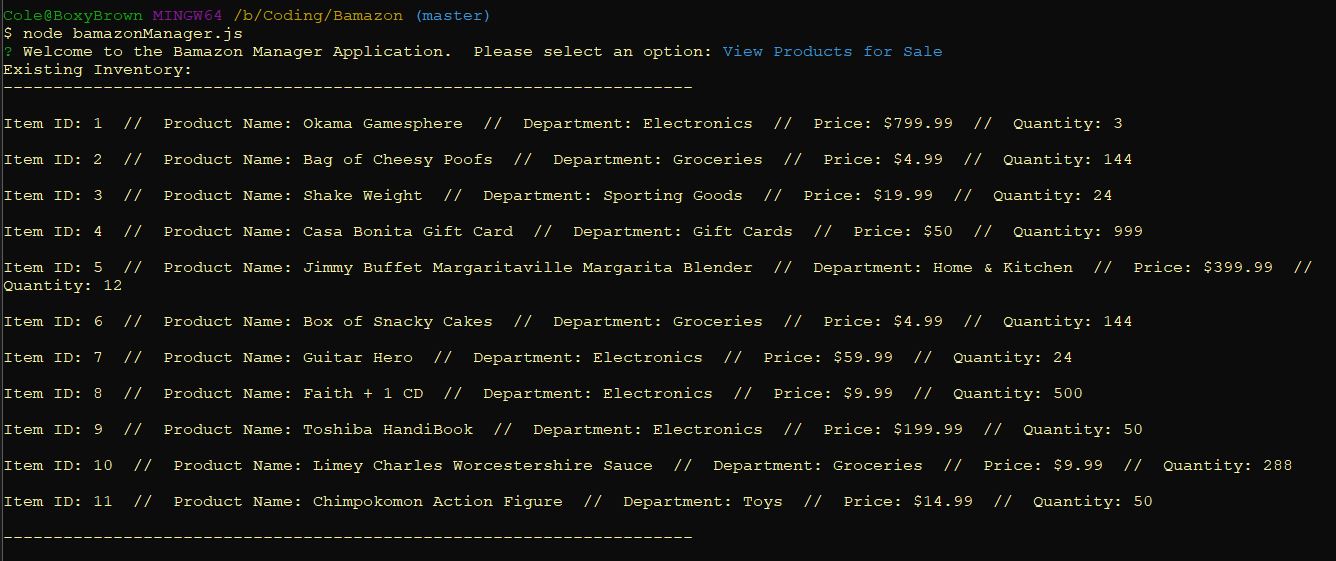 Cole@BoxyBrown MINGW64 /b/Coding/Bamazon (master)
$ node bamazonManager.js
? Welcome to the Bamazon Manager Application.  Please select an option: View Products for Sale
Existing Inventory:
---------------------------------------------------------------------
Item ID: 1  //  Product Name: Okama Gamesphere  //  Department: Electronics  //  Price: $799.99  //  Quantity: 3
Item ID: 2  //  Product Name: Bag of Cheesy Poofs  //  Department: Groceries  //  Price: $4.99  //  Quantity: 144
Item ID: 3  //  Product Name: Shake Weight  //  Department: Sporting Goods  //  Price: $19.99  //  Quantity: 24
Item ID: 4  //  Product Name: Casa Bonita Gift Card  //  Department: Gift Cards  //  Price: $50  //  Quantity: 999
Item ID: 5  //  Product Name: Jimmy Buffet Margaritaville Margarita Blender  //  Department: Home & Kitchen  //  Price: $399.99  //
Quantity: 12
Item ID: 6  //  Product Name: Box of Snacky Cakes  //  Department: Groceries  //  Price: $4.99  //  Quantity: 144
Item ID: 7  //  Product Name: Guitar Hero  //  Department: Electronics  //  Price: $59.99  //  Quantity: 24
Item ID: 8  //  Product Name: Faith + 1 CD  //  Department: Electronics  //  Price: $9.99  //  Quantity: 500
Item ID: 9  //  Product Name: Toshiba HandiBook  //  Department: Electronics  //  Price: $199.99  //  Quantity: 50
Item ID: 10  //  Product Name: Limey Charles Worcestershire Sauce  //  Department: Groceries  //  Price: $9.99  //  Quantity: 288
Item ID: 11  //  Product Name: Chimpokomon Action Figure  //  Department: Toys  //  Price: $14.99  //  Quantity: 50
---------------------------------------------------------------------